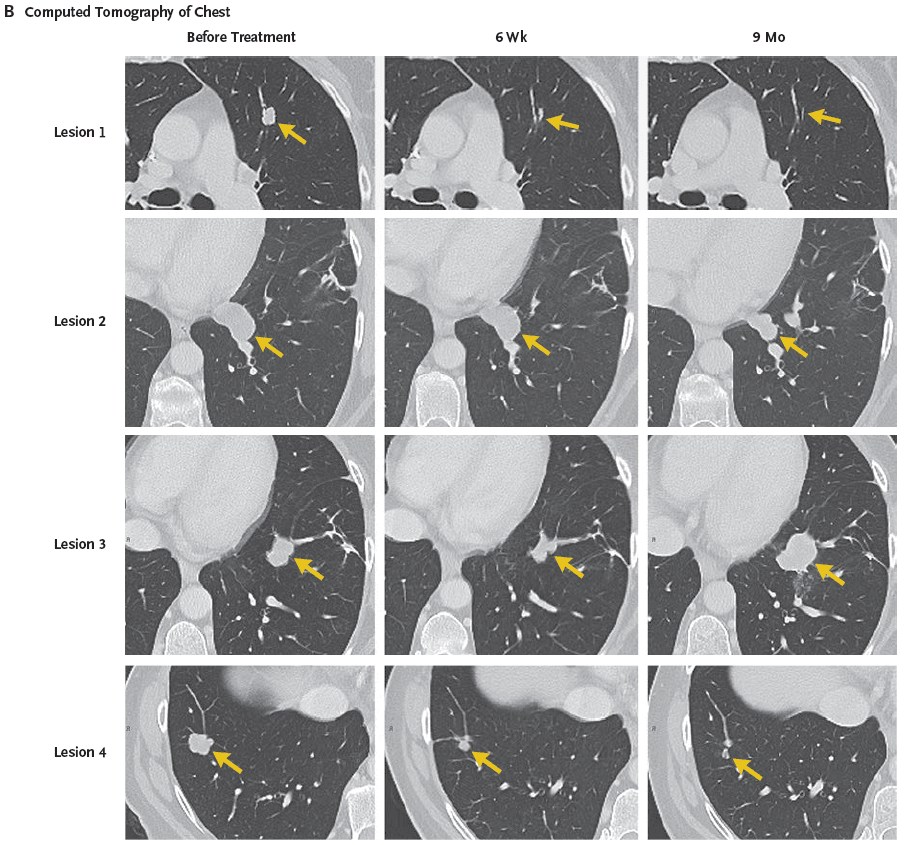 B Computed Tomography of Chest
Before Treatment 6 Wk 9 Mo
Lesion 1
Lesion 2
Lesion 3
Lesion 4